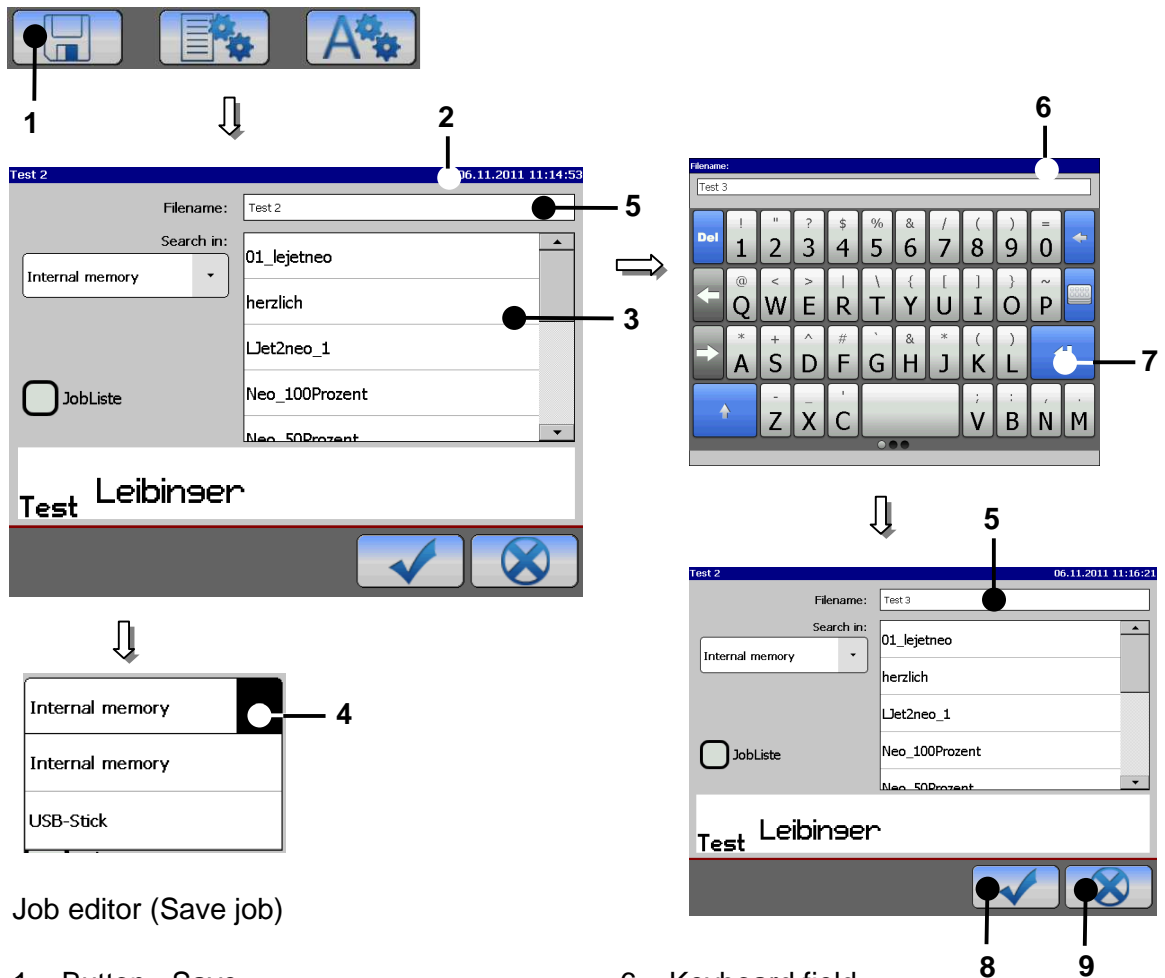 1
2
Test 2 06.11.2011 11:14:53
Filename: Test 2
5
Search in:
Internal memory
01_lejetneo
herzlich
3
LJet2neo_1
JobListe
Neo_100Prozent
Neo_50Prozent
Test Leibinger
Internal memory
4
Internal memory
USB-Stick
6
Filename:
Test 3
Del ! 1 " 2 ? 3 $ 4 % 5 & 6 / 7 ( 8 ) 9 = 0
@ Q < W > E | R \ T { Y [ U ] I } O ~ P
* A + S ^ D # F ` G & H * J ( K ) L
7
- Z _ X ' C ; V : B , N . M
5
Test 2 06.11.2011 11:16:21
Filename: Test 3
Search in:
Internal memory
01_lejetneo
herzlich
LJet2neo_1
JobListe
Neo_100Prozent
Neo_50Prozent
Test Leibinger
8
9
Job editor (Save job)